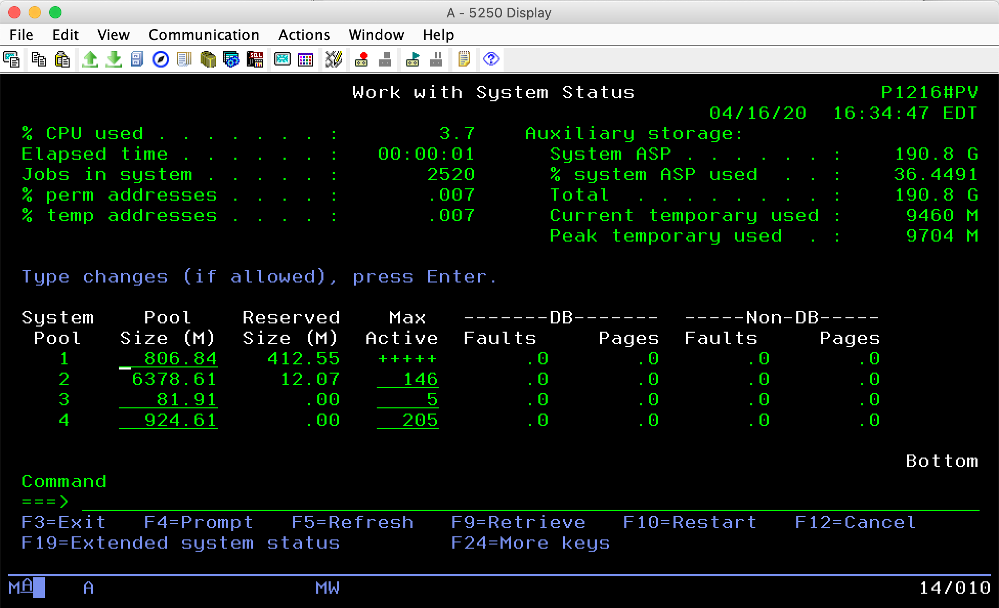 A - 5250 Display
File Edit View Communication Actions Window Help
Work with System Status P1216#PV
04/16/20 16:34:47 EDT
% CPU used . . . . . . . : 3.7 Auxiliary storage:
Elapsed time . . . . . . : 00:00:01 System ASP . . . . . . : 190.8 G
Jobs in system . . . . . : 2520 % system ASP used . . : 36.4491
% perm addresses . . . . : .007 Total . . . . . . . . : 190.8 G
% temp addresses . . . . : .007 Current temporary used : 9460 M
Peak temporary used . : 9704 M
Type changes (if allowed), press Enter.
System Pool Reserved Max -------DB------- -----Non-DB-----
Pool Size (M) Size (M) Active Faults Pages Faults Pages
1 806.84 412.55 +++++ .0 .0 .0 .0
2 6378.61 12.07 146 .0 .0 .0 .0
3 81.91 .00 5 .0 .0 .0 .0
4 924.61 .00 205 .0 .0 .0 .0
Bottom
Command
===>
F3=Exit F4=Prompt F5=Refresh F9=Retrieve F10=Restart F12=Cancel
F19=Extended system status F24=More keys
MA A MW 14/010